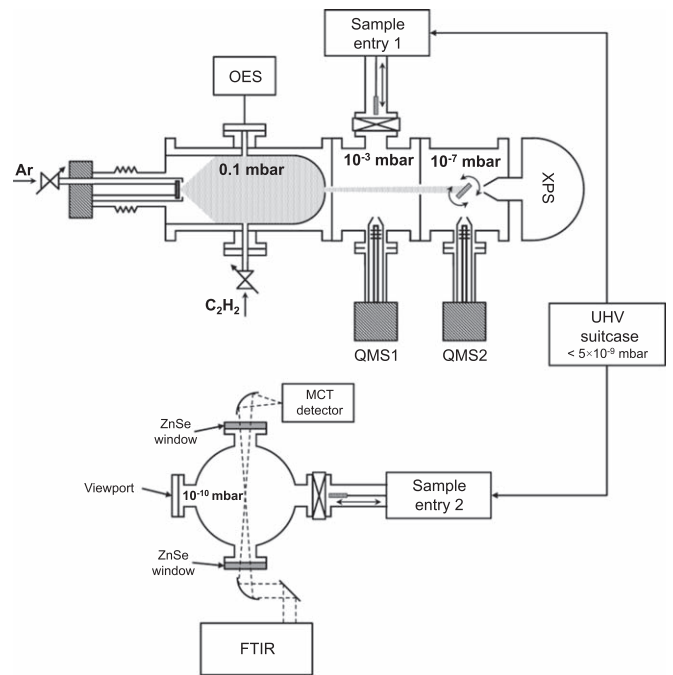 Sample
entry 1
OES
Ar
0.1 mbar
10⁻³ mbar
10⁻⁷ mbar
XPS
C₂H₂
QMS1
QMS2
UHV
suitcase
< 5×10⁻⁹ mbar
MCT
detector
ZnSe
window
Viewport
10⁻¹⁰ mbar
Sample
entry 2
ZnSe
window
FTIR